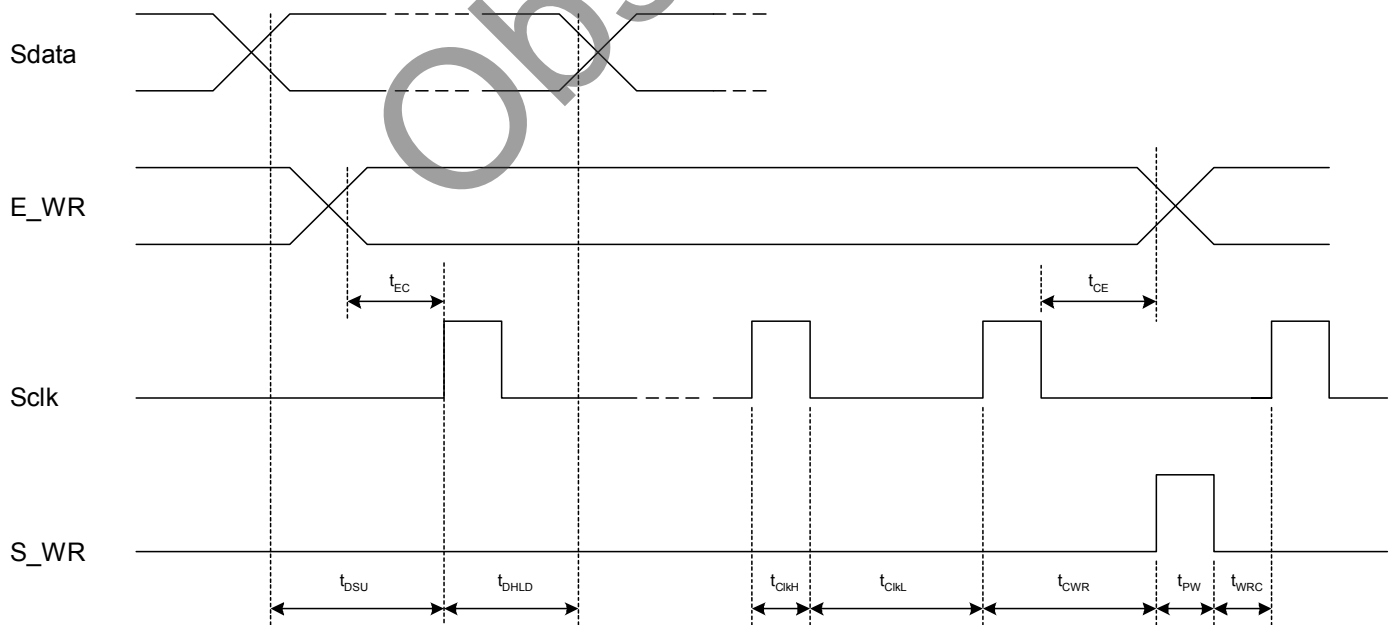 Sdata
E_WR
tEC
tCE
Sclk
S_WR
tDSU
tDHLD
tClkH
tClkL
tCWR
tPW
tWRC